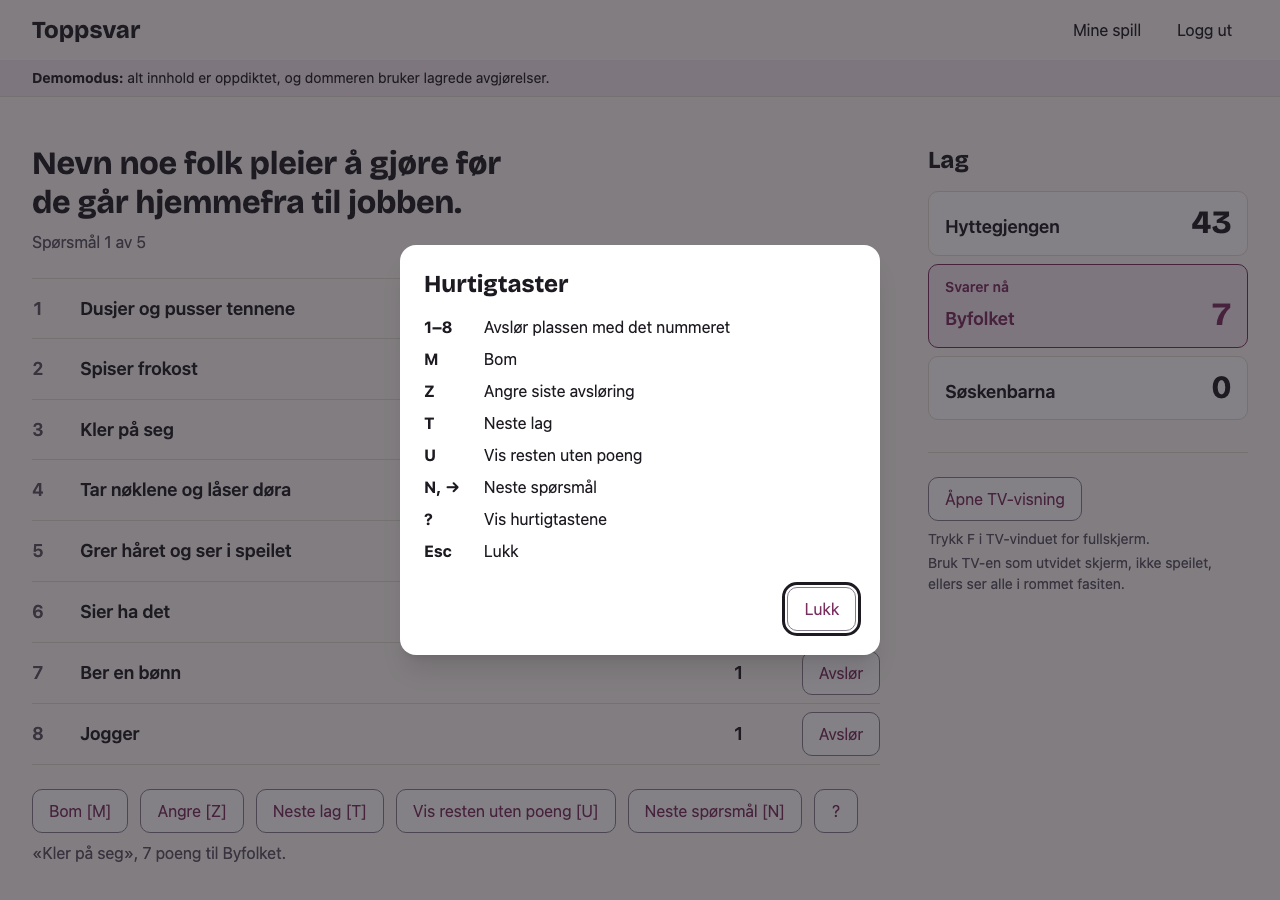 Toppsvar
Mine spill
Logg ut
Demomodus: alt innhold er oppdiktet, og dommeren bruker lagrede avgjørelser.
Nevn noe folk pleier å gjøre før
de går hjemmefra til jobben.
Spørsmål 1 av 5
1 Dusjer og pusser tennene
2 Spiser frokost
3 Kler på seg
4 Tar nøklene og låser døra
5 Grer håret og ser i speilet
6 Sier ha det
7 Ber en bønn 1 Avslør
8 Jogger 1 Avslør
Bom [M] Angre [Z] Neste lag [T] Vis resten uten poeng [U] Neste spørsmål [N] ?
«Kler på seg», 7 poeng til Byfolket.
Hurtigtaster
1–8 Avslør plassen med det nummeret
M Bom
Z Angre siste avsløring
T Neste lag
U Vis resten uten poeng
N, → Neste spørsmål
? Vis hurtigtastene
Esc Lukk
Lukk
Lag
Hyttegjengen 43
Svarer nå
Byfolket 7
Søskenbarna 0
Åpne TV-visning
Trykk F i TV-vinduet for fullskjerm.
Bruk TV-en som utvidet skjerm, ikke speilet,
ellers ser alle i rommet fasiten.